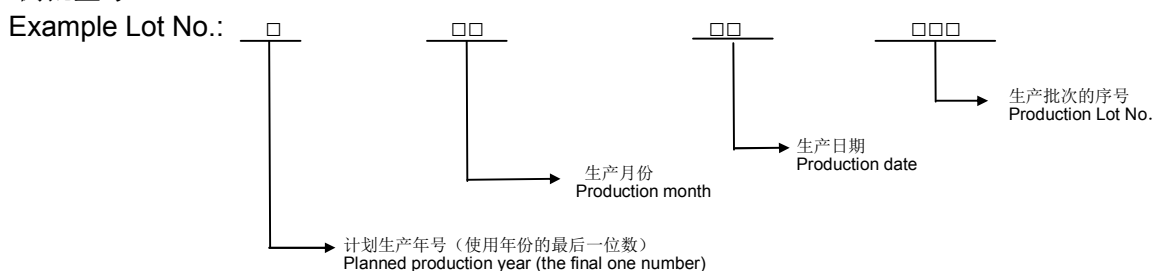 Example Lot No.: □ □□ □□ □□□
生产批次的序号
Production Lot No.
生产日期
Production date
生产月份
Production month
计划生产年号（使用年份的最后一位数）
Planned production year (the final one number)